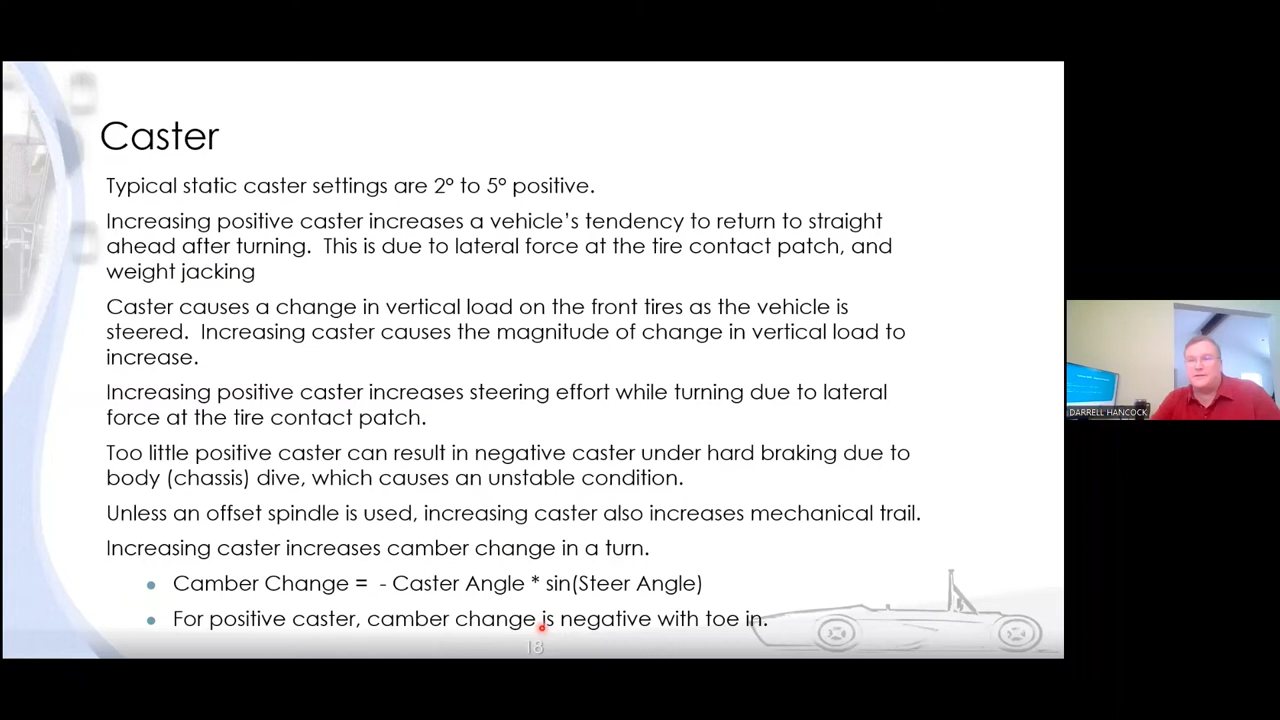 Caster
Typical static caster settings are 2° to 5° positive.
Increasing positive caster increases a vehicle’s tendency to return to straight
ahead after turning.  This is due to lateral force at the tire contact patch, and
weight jacking
Caster causes a change in vertical load on the front tires as the vehicle is
steered.  Increasing caster causes the magnitude of change in vertical load to
increase.
Increasing positive caster increases steering effort while turning due to lateral
force at the tire contact patch.
Too little positive caster can result in negative caster under hard braking due to
body (chassis) dive, which causes an unstable condition.
Unless an offset spindle is used, increasing caster also increases mechanical trail.
Increasing caster increases camber change in a turn.
• Camber Change =  - Caster Angle * sin(Steer Angle)
• For positive caster, camber change is negative with toe in.
18
DARRELL HANCOCK